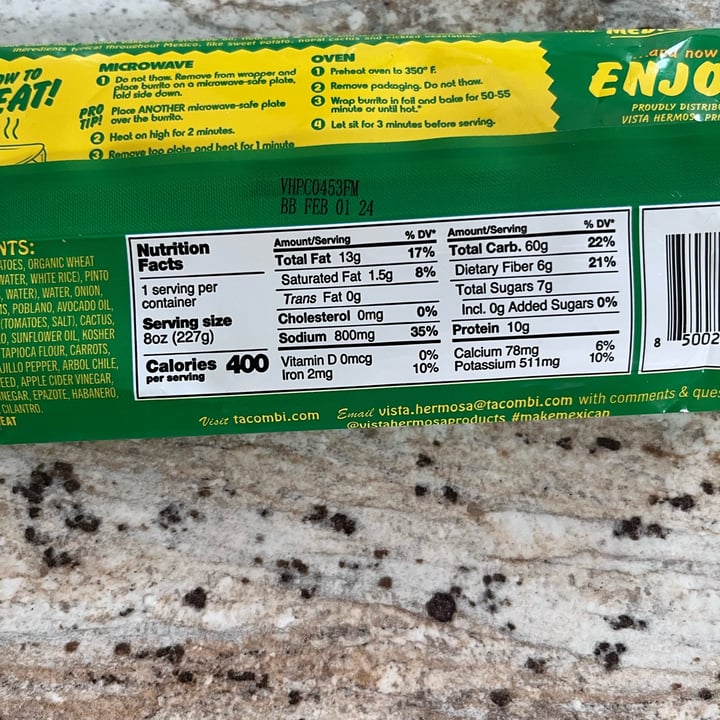 ingredients typical throughout Mexico, like sweet potato, nopal cactus and pickled vegetables.
HOW TO
EAT!
MICROWAVE
1 Do not thaw. Remove from wrapper and
place burrito on a microwave-safe plate,
fold side down.
PRO
TIP!
Place ANOTHER microwave-safe plate
over the burrito.
2 Heat on high for 2 minutes.
3 Remove top plate and heat for 1 minute
OVEN
1 Preheat oven to 350° F.
2 Remove packaging. Do not thaw.
3 Wrap burrito in foil and bake for 50-55
minute or until hot.*
4 Let sit for 3 minutes before serving.
...and now
ENJO
PROUDLY DISTRIB
VISTA HERMOS PR
VHPC0453FM
BB FEB 01 24
NTS:
ATOES, ORGANIC WHEAT
WATER, WHITE RICE), PINTO
, WATER), WATER, ONION,
MS, POBLANO, AVOCADO OIL,
(TOMATOES, SALT), CACTUS,
O, SUNFLOWER OIL, KOSHER
TAPIOCA FLOUR, CARROTS,
AJILLO PEPPER, ARBOL CHILE,
EED, APPLE CIDER VINEGAR,
NEGAR, EPAZOTE, HABANERO,
CILANTRO.
EAT
Nutrition
Facts
1 serving per
container
Serving size
8oz (227g)
Calories 400
per serving
Amount/Serving % DV*
Total Fat 13g 17%
Saturated Fat 1.5g 8%
Trans Fat 0g
Cholesterol 0mg 0%
Sodium 800mg 35%
Vitamin D 0mcg 0%
Iron 2mg 10%
Amount/Serving % DV*
Total Carb. 60g 22%
Dietary Fiber 6g 21%
Total Sugars 7g
Incl. 0g Added Sugars 0%
Protein 10g
Calcium 78mg 6%
Potassium 511mg 10%
8 5002
Visit tacombi.com Email vista.hermosa@tacombi.com with comments & ques
@vistahermosaproducts #makemexican